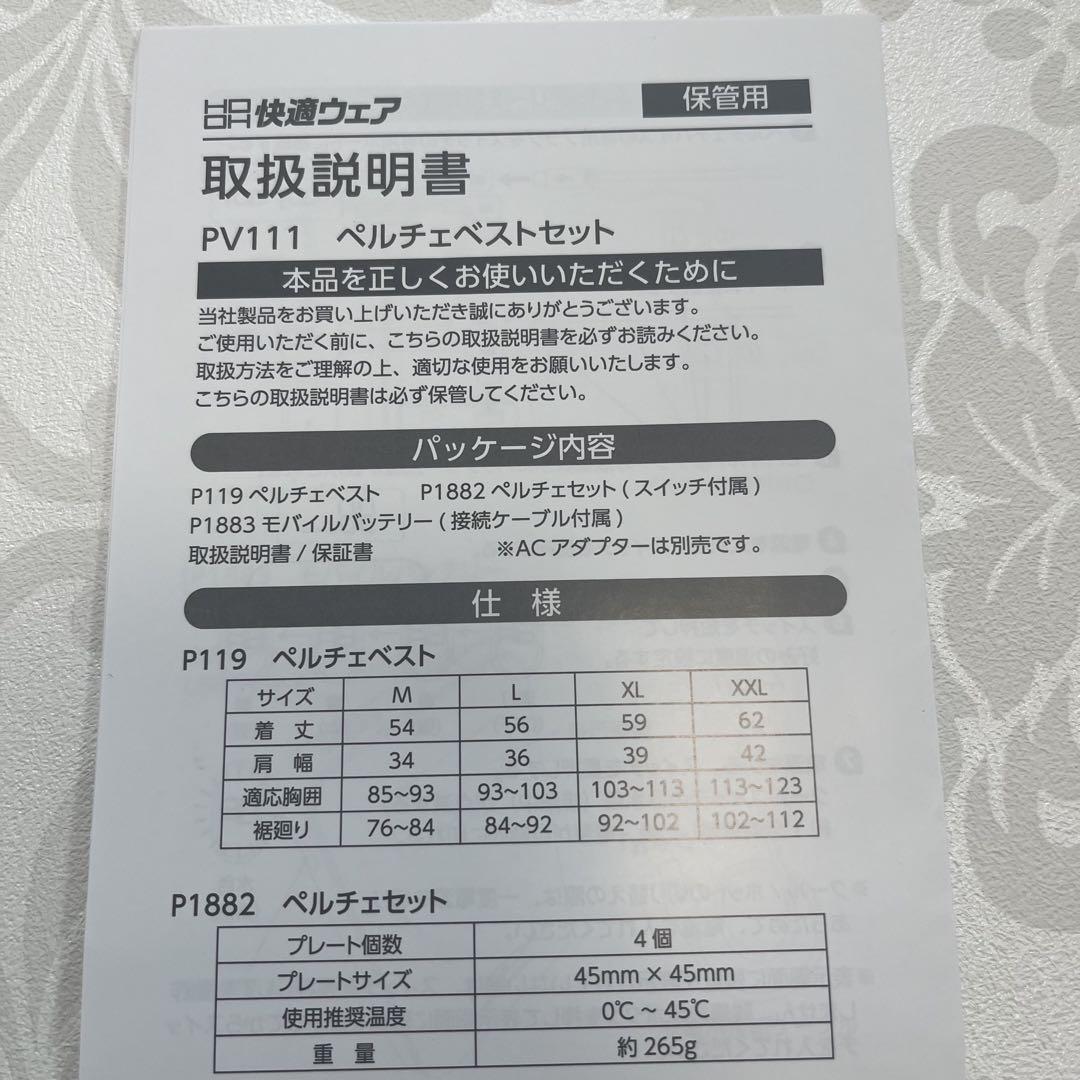 快適ウェア 保管用
取扱説明書
PV111 ペルチェベストセット
本品を正しくお使いいただくために
当社製品をお買い上げいただき誠にありがとうございます。
ご使用いただく前に、こちらの取扱説明書を必ずお読みください。
取扱方法をご理解の上、適切な使用をお願いいたします。
こちらの取扱説明書は必ず保管してください。
パッケージ内容
P119 ペルチェベスト P1882 ペルチェセット ( スイッチ付属 )
P1883 モバイルバッテリー ( 接続ケーブル付属 )
取扱説明書 / 保証書 ※AC アダプターは別売です。
仕 様
P119 ペルチェベスト
サイズ M L XL XXL
着 丈 54 56 59 62
肩 幅 34 36 39 42
適応胸囲 85~93 93~103 103~113 113~123
裾廻り 76~84 84~92 92~102 102~112
P1882 ペルチェセット
プレート個数 4 個
プレートサイズ 45mm × 45mm
使用推奨温度 0℃ ~ 45℃
重 量 約 265g